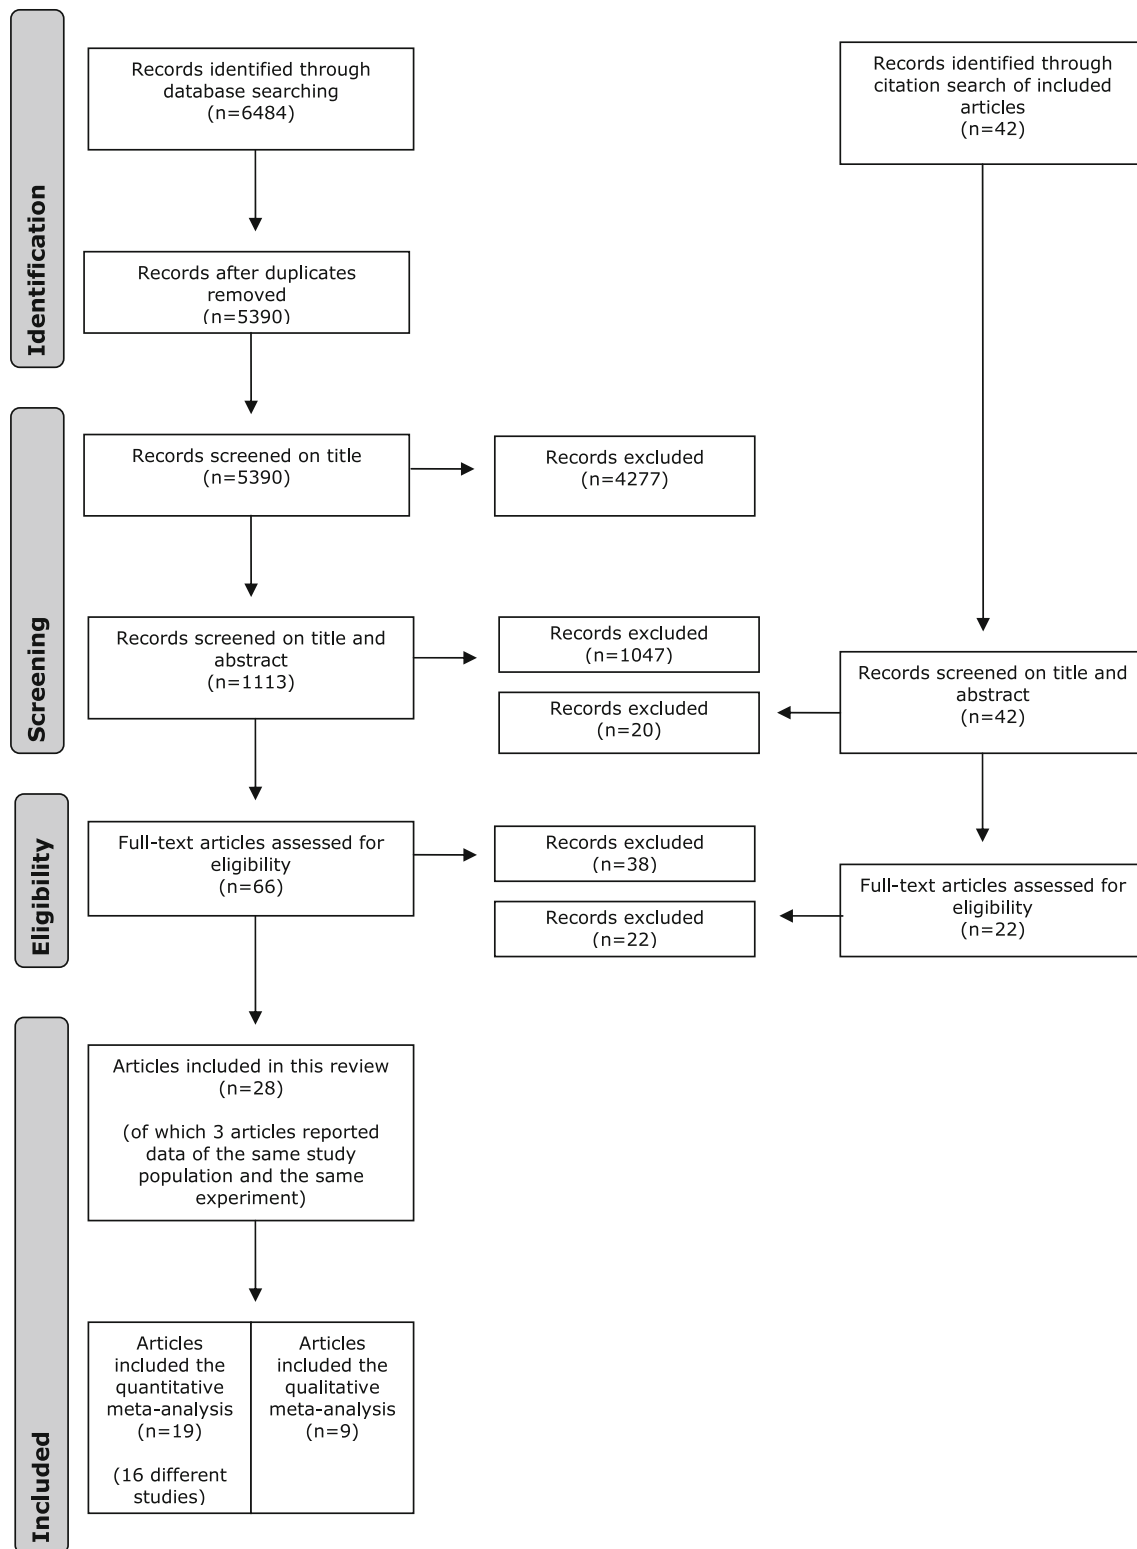 Identification
Records identified through
database searching
(n=6484)
Records identified through
citation search of included
articles
(n=42)
Records after duplicates
removed
(n=5390)
Screening
Records screened on title
(n=5390)
Records excluded
(n=4277)
Records screened on title and
abstract
(n=1113)
Records excluded
(n=1047)
Records excluded
(n=20)
Records screened on title and
abstract
(n=42)
Eligibility
Full-text articles assessed for
eligibility
(n=66)
Records excluded
(n=38)
Records excluded
(n=22)
Full-text articles assessed for
eligibility
(n=22)
Included
Articles included in this review
(n=28)
(of which 3 articles reported
data of the same study
population and the same
experiment)
Articles
included the
quantitative
meta-analysis
(n=19)
(16 different
studies)
Articles
included the
qualitative
meta-analysis
(n=9)